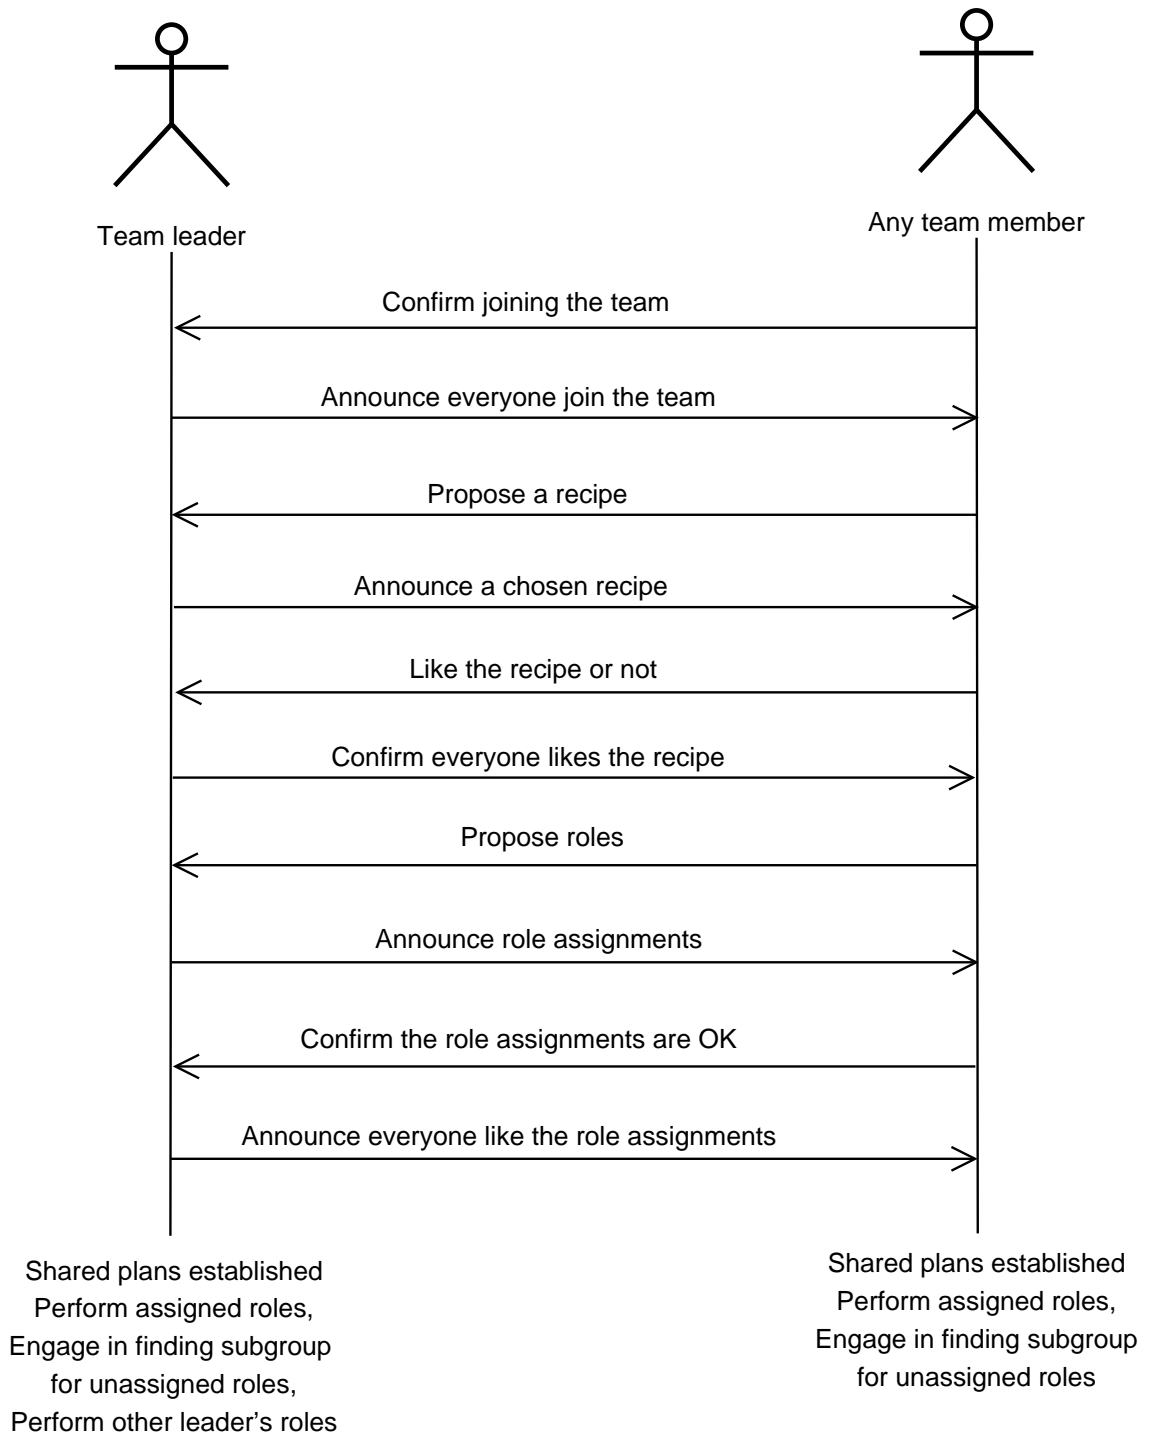 Team leader
Any team member
Confirm joining the team
Announce everyone join the team
Propose a recipe
Announce a chosen recipe
Like the recipe or not
Confirm everyone likes the recipe
Propose roles
Announce role assignments
Confirm the role assignments are OK
Announce everyone like the role assignments
Shared plans established
Perform assigned roles,
Engage in finding subgroup
for unassigned roles,
Perform other leader’s roles
Shared plans established
Perform assigned roles,
Engage in finding subgroup
for unassigned roles